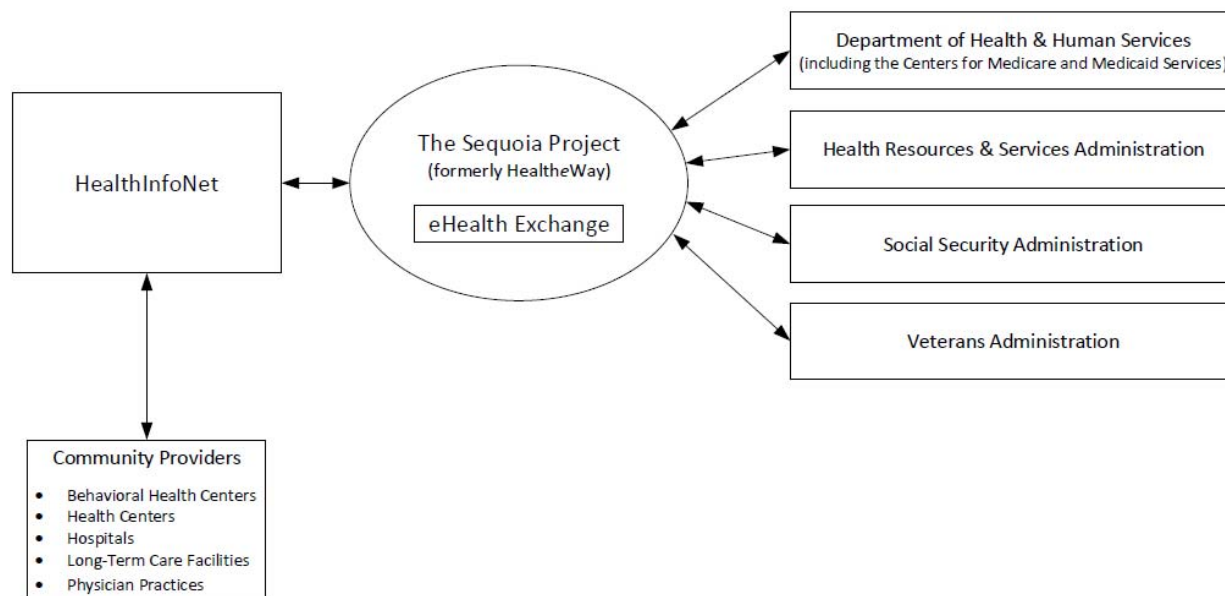 HealthInfoNet
The Sequoia Project
(formerly HealtheWay)
eHealth Exchange
Department of Health & Human Services
(including the Centers for Medicare and Medicaid Services)
Health Resources & Services Administration
Social Security Administration
Veterans Administration
Community Providers
• Behavioral Health Centers
• Health Centers
• Hospitals
• Long-Term Care Facilities
• Physician Practices